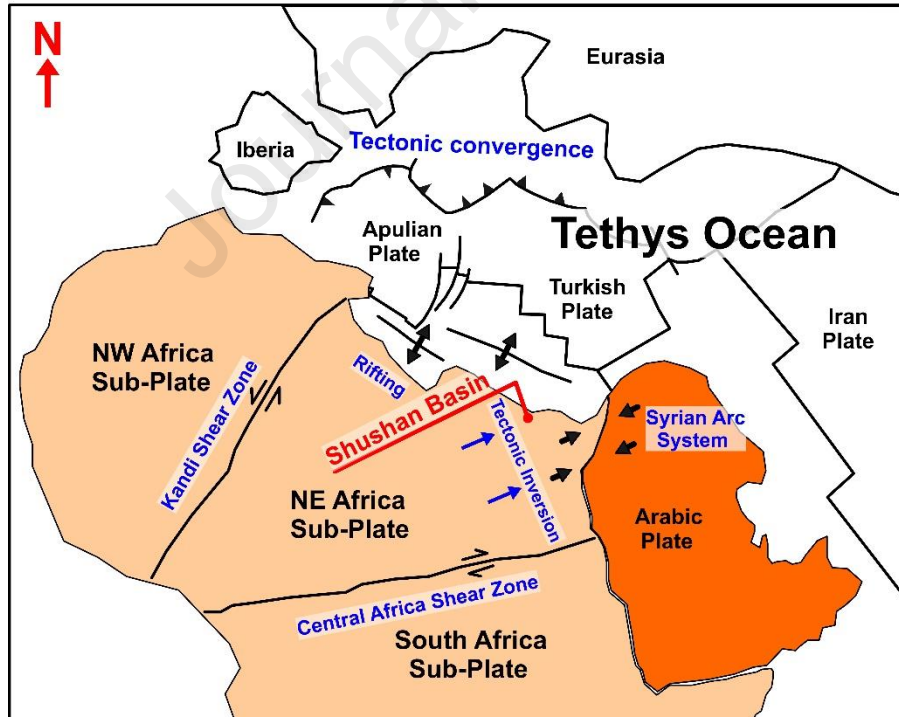 Journal
N
Eurasia
Iberia
Tectonic convergence
Apulian
Plate
Tethys Ocean
Turkish
Plate
Iran
Plate
NW Africa
Sub-Plate
Kandi Shear Zone
Rifting
Shushan Basin
Tectonic Inversion
Syrian Arc
System
NE Africa
Sub-Plate
Arabic
Plate
Central Africa Shear Zone
South Africa
Sub-Plate